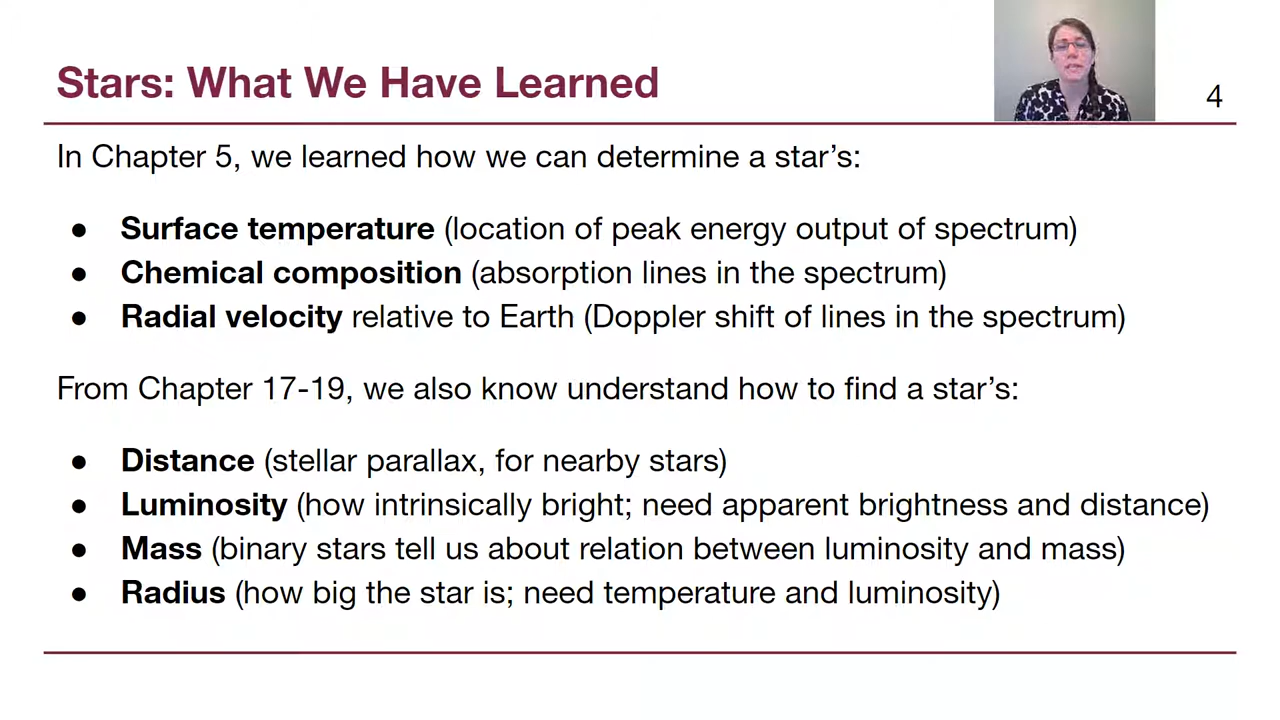 Stars: What We Have Learned
4
In Chapter 5, we learned how we can determine a star’s:
● Surface temperature (location of peak energy output of spectrum)
● Chemical composition (absorption lines in the spectrum)
● Radial velocity relative to Earth (Doppler shift of lines in the spectrum)
From Chapter 17-19, we also know understand how to find a star’s:
● Distance (stellar parallax, for nearby stars)
● Luminosity (how intrinsically bright; need apparent brightness and distance)
● Mass (binary stars tell us about relation between luminosity and mass)
● Radius (how big the star is; need temperature and luminosity)